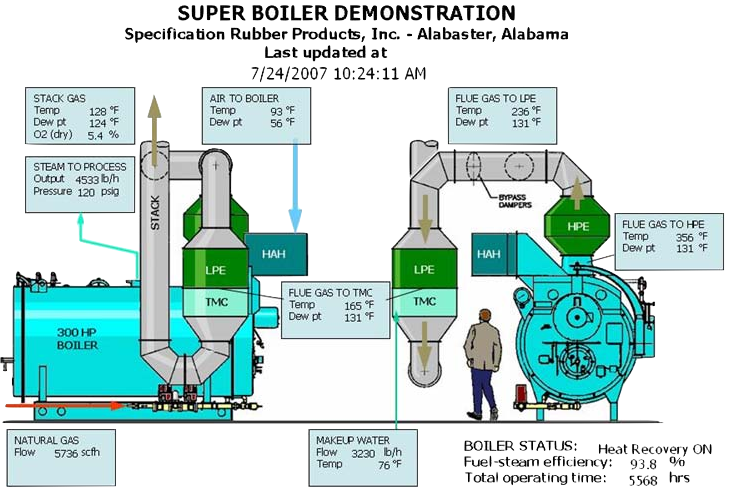 SUPER BOILER DEMONSTRATION
Specification Rubber Products, Inc. - Alabaster, Alabama
Last updated at
7/24/2007 10:24:11 AM
STACK GAS
Temp 128 °F
Dew pt 124 °F
O2 (dry) 5.4 %
AIR TO BOILER
Temp 93 °F
Dew pt 56 °F
FLUE GAS TO LPE
Temp 236 °F
Dew pt 131 °F
STEAM TO PROCESS
Output 4533 lb/h
Pressure 120 psig
STACK
BYPASS
DAMPERS
HPE
FLUE GAS TO HPE
Temp 356 °F
Dew pt 131 °F
HAH
HAH
LPE
LPE
TMC
TMC
FLUE GAS TO TMC
Temp 165 °F
Dew pt 131 °F
300 HP
BOILER
NATURAL GAS
Flow 5736 scfh
MAKEUP WATER
Flow 3230 lb/h
Temp 76 °F
BOILER STATUS: Heat Recovery ON
Fuel-steam efficiency: 93.8 %
Total operating time: 5568 hrs